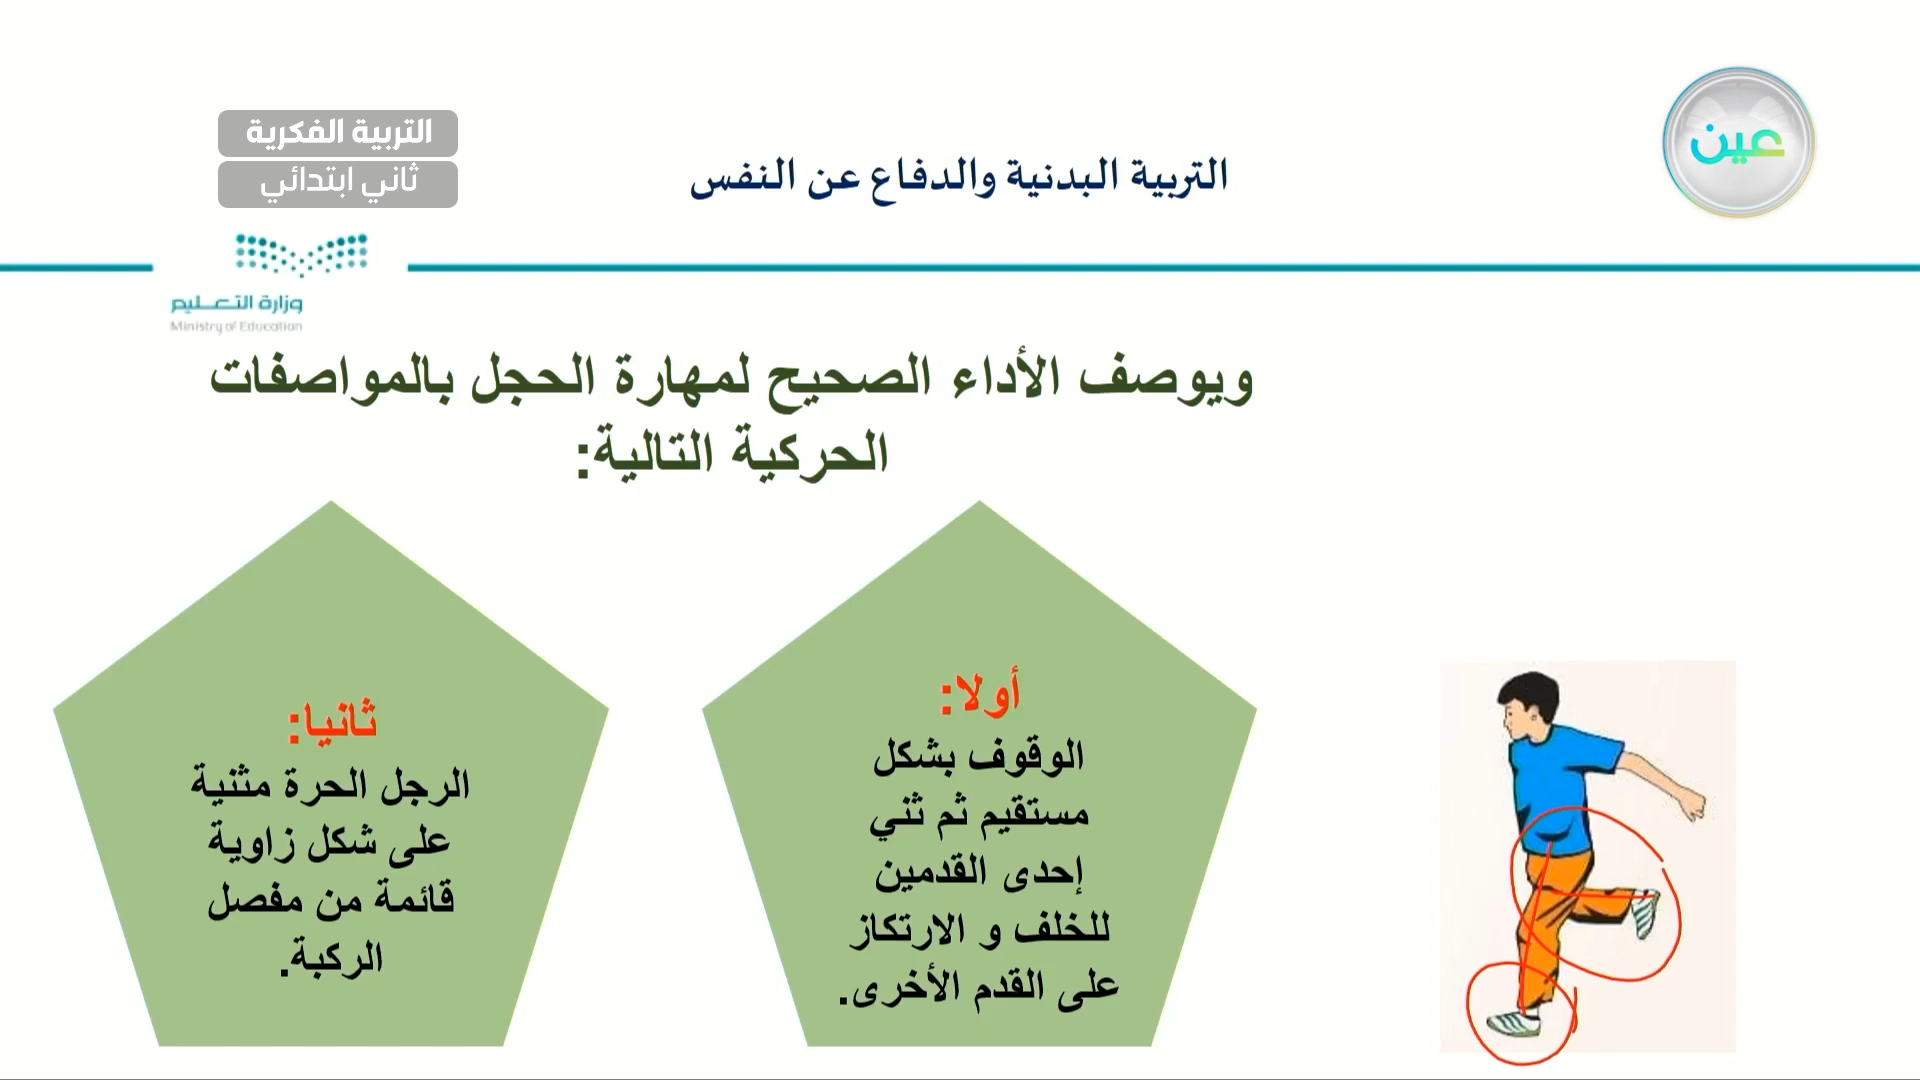 عين
التربية الفكرية
ثاني ابتدائي
التربية البدنية والدفاع عن النفس
وزارة التعليم
Ministry of Education
ويوصف الأداء الصحيح لمهارة الحجل بالمواصفات
الحركية التالية:
أولا:
الوقوف بشكل
مستقيم ثم ثني
إحدى القدمين
للخلف و الارتكاز
على القدم الأخرى.
ثانيا:
الرجل الحرة مثنية
على شكل زاوية
قائمة من مفصل
الركبة.